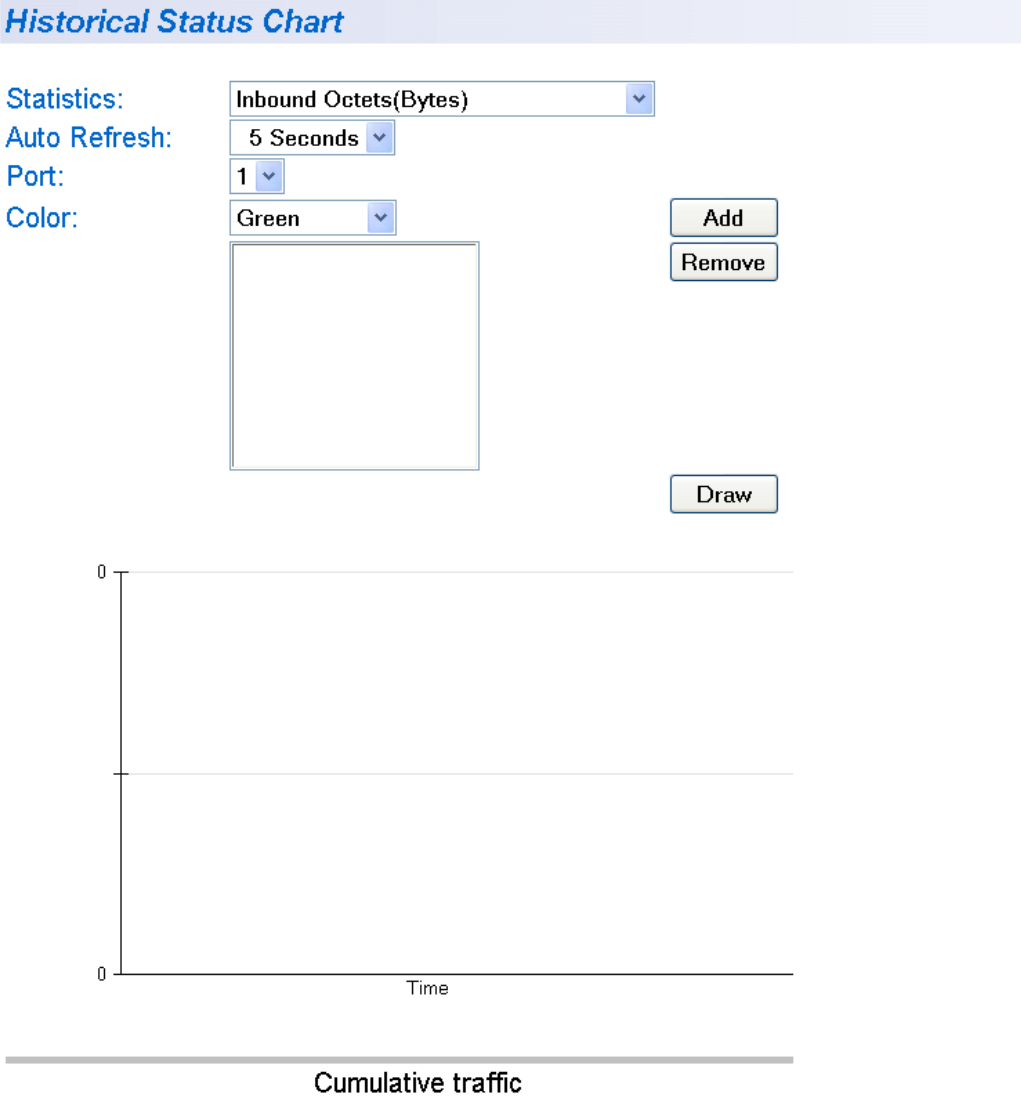 Historical Status Chart
Statistics: Inbound Octets(Bytes)
Auto Refresh: 5 Seconds
Port: 1
Color: Green Add
Remove
Draw
0
0
Time
Cumulative traffic